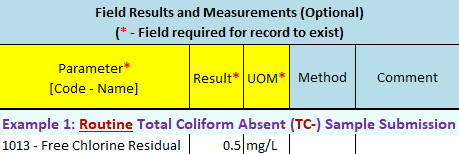 Field Results and Measurements (Optional)
(* - Field required for record to exist)
Parameter* Result* UOM* Method Comment
[Code - Name]
Example 1: Routine Total Coliform Absent (TC-) Sample Submission
1013 - Free Chlorine Residual 0.5 mg/L